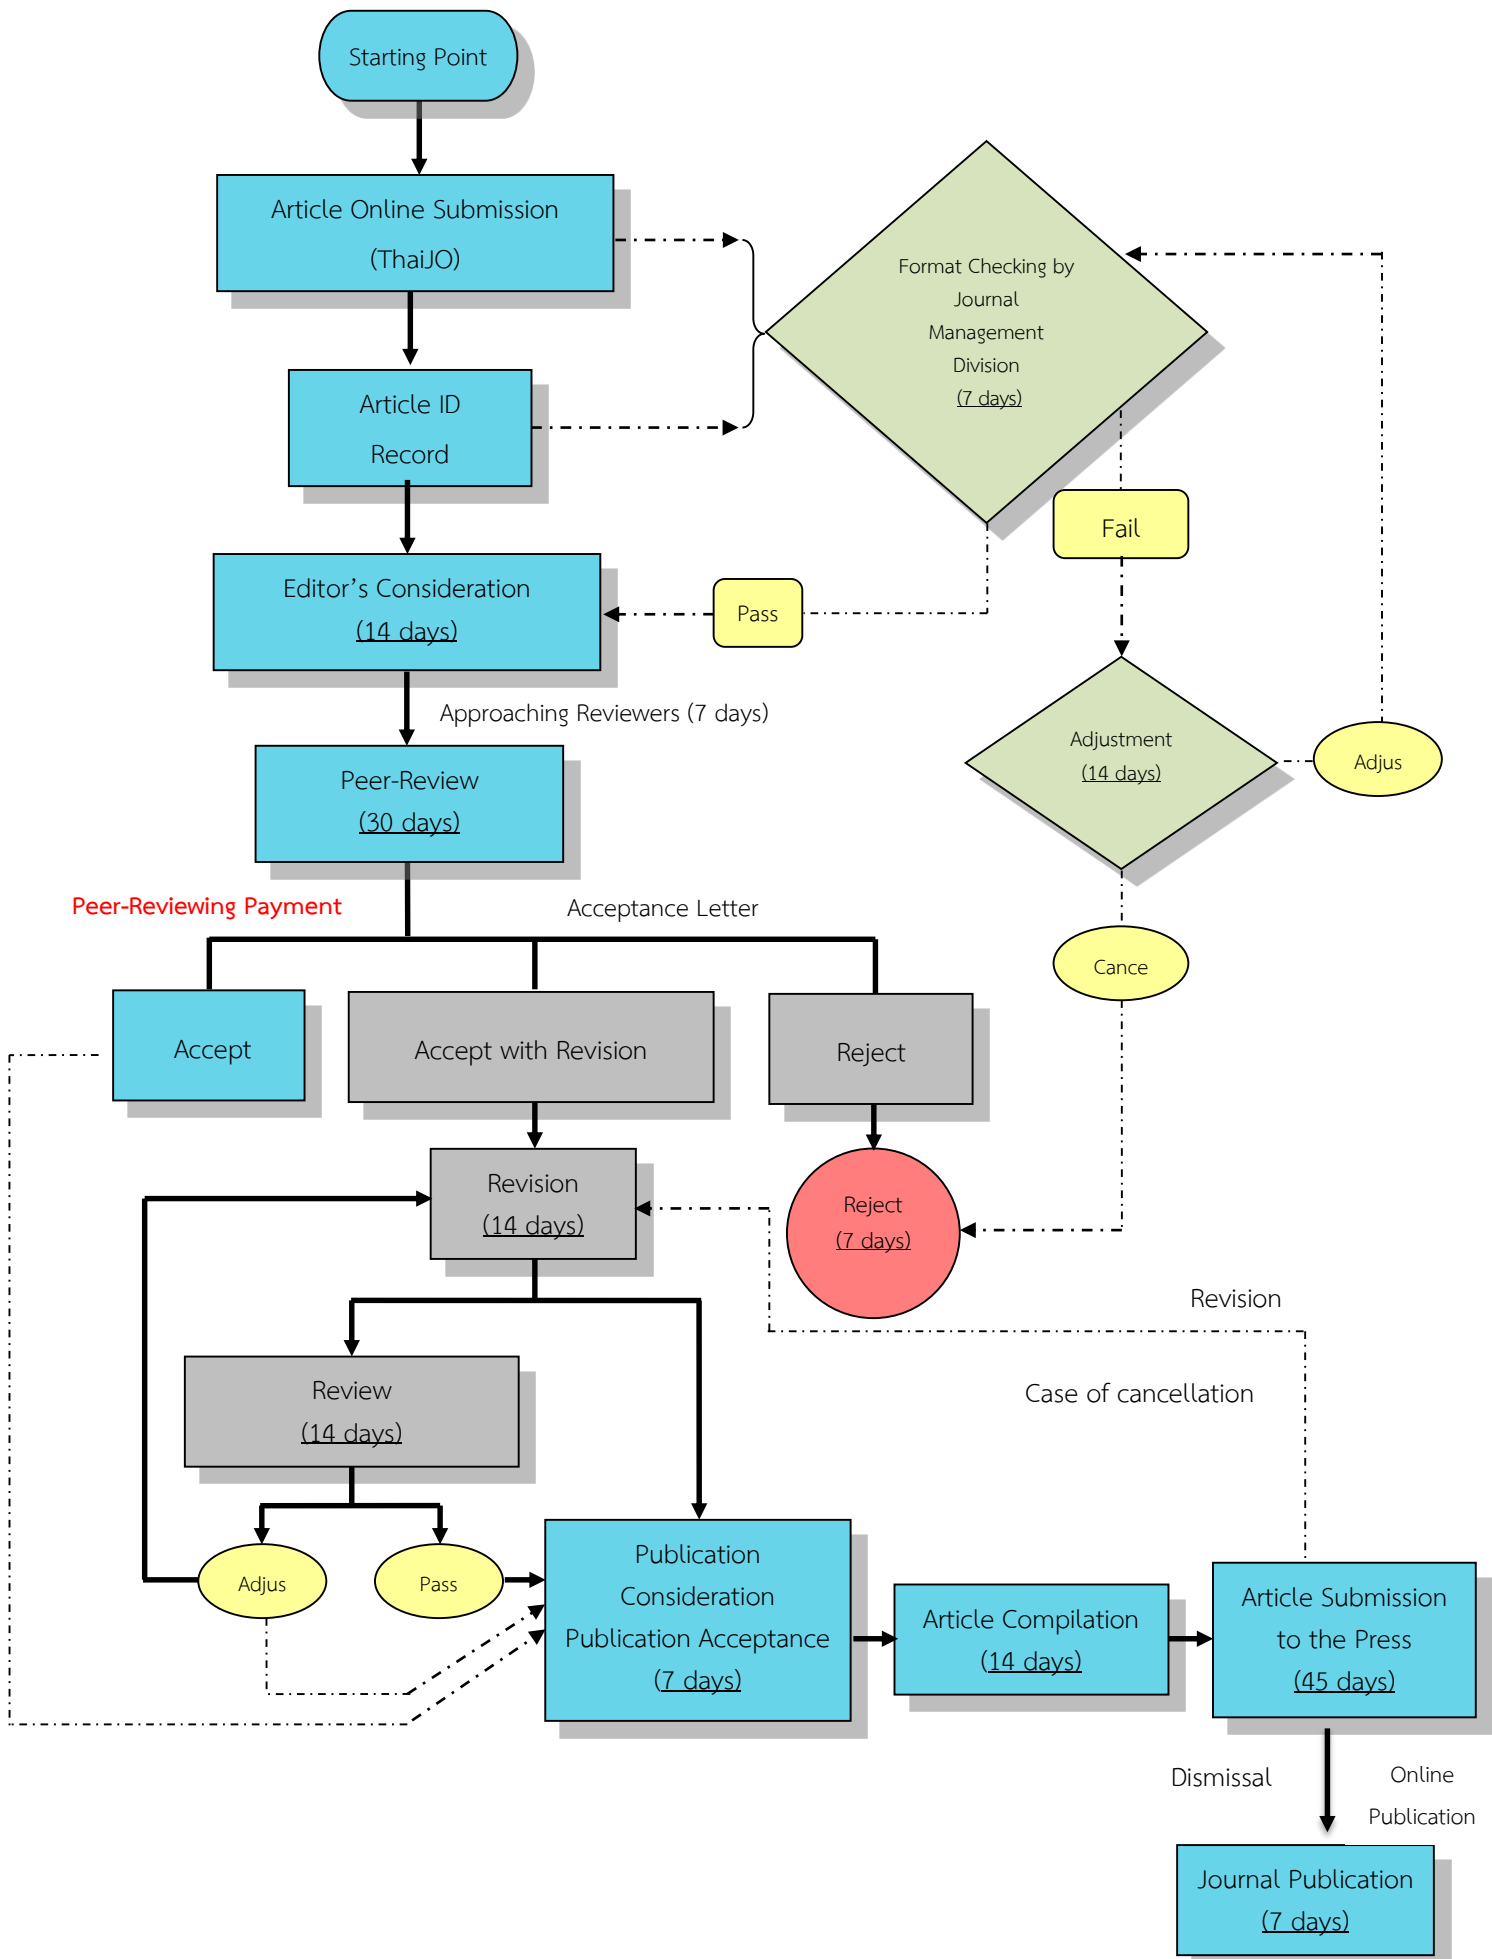 Starting Point
Article Online Submission
(ThaiJO)
Format Checking by
Journal
Management
Division
(7 days)
Article ID
Record
Fail
Editor's Consideration
(14 days)
Pass
Approaching Reviewers (7 days)
Adjustment
(14 days)
Adjus
Peer-Review
(30 days)
Peer-Reviewing Payment
Acceptance Letter
Cance
Accept
Accept with Revision
Reject
Revision
(14 days)
Reject
(7 days)
Revision
Review
(14 days)
Case of cancellation
Adjus
Pass
Publication
Consideration
Publication Acceptance
(7 days)
Article Compilation
(14 days)
Article Submission
to the Press
(45 days)
Dismissal
Online
Publication
Journal Publication
(7 days)